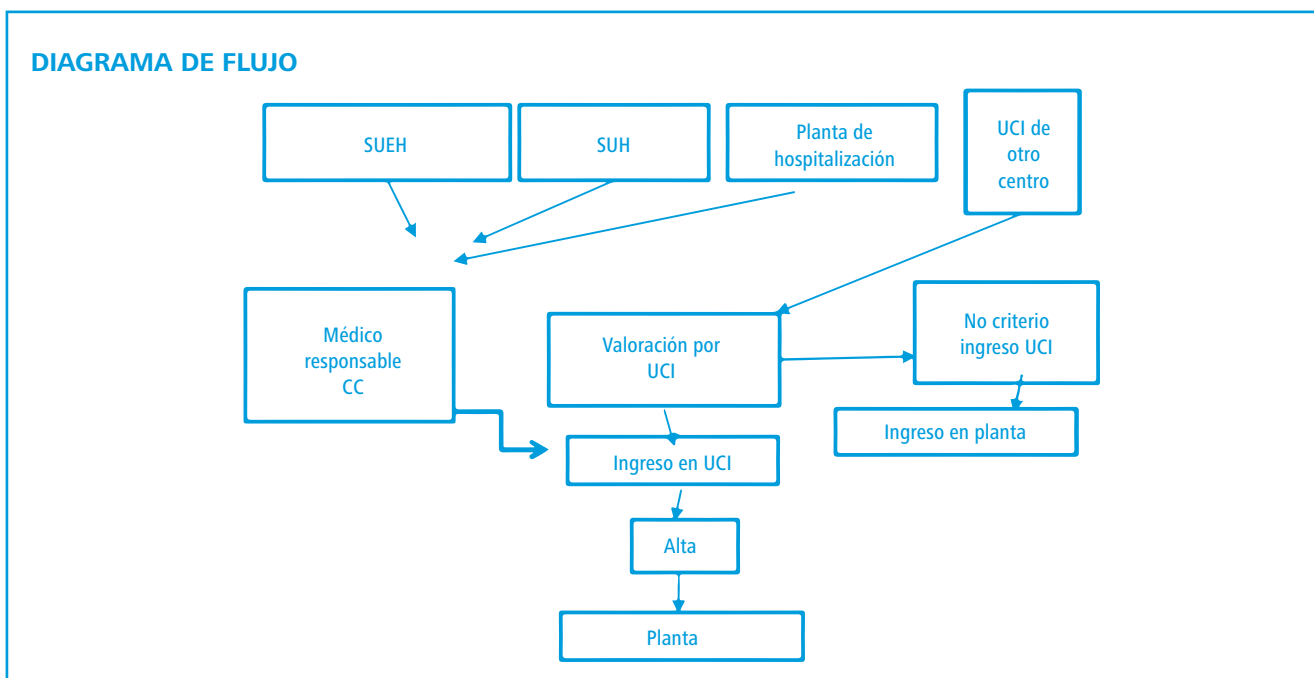 DIAGRAMA DE FLUJO
SUEH
SUH
Planta de
hospitalización
UCI de
otro
centro
Médico
responsable
CC
Valoración por
UCI
No criterio
ingreso UCI
Ingreso en planta
Ingreso en UCI
Alta
Planta